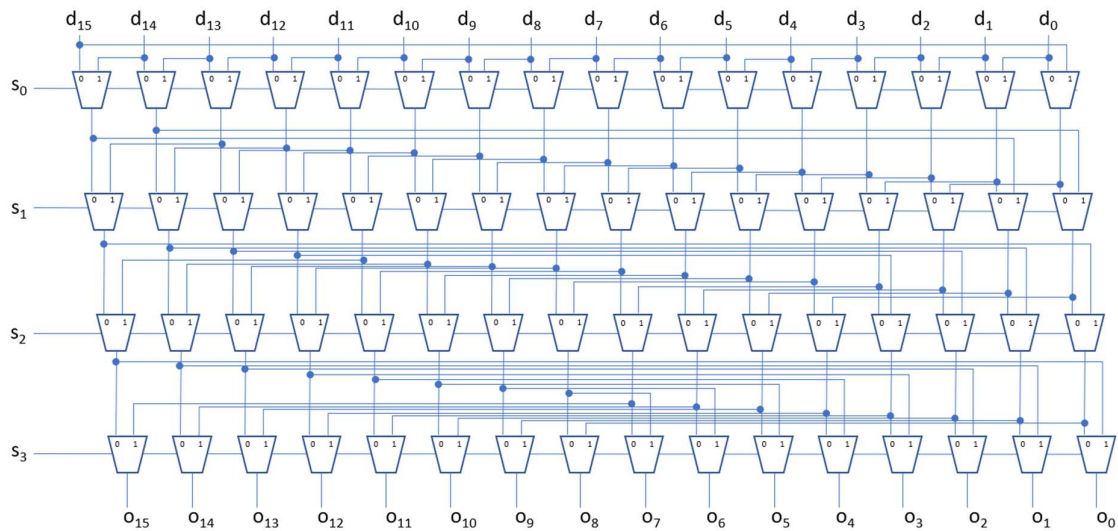 d15 d14 d13 d12 d11 d10 d9 d8 d7 d6 d5 d4 d3 d2 d1 d0
s0 0 1 0 1 0 1 0 1 0 1 0 1 0 1 0 1 0 1 0 1 0 1 0 1 0 1 0 1 0 1 0 1
s1 0 1 0 1 0 1 0 1 0 1 0 1 0 1 0 1 0 1 0 1 0 1 0 1 0 1 0 1 0 1 0 1
s2 0 1 0 1 0 1 0 1 0 1 0 1 0 1 0 1 0 1 0 1 0 1 0 1 0 1 0 1 0 1 0 1
s3 0 1 0 1 0 1 0 1 0 1 0 1 0 1 0 1 0 1 0 1 0 1 0 1 0 1 0 1 0 1 0 1
o15 o14 o13 o12 o11 o10 o9 o8 o7 o6 o5 o4 o3 o2 o1 o0